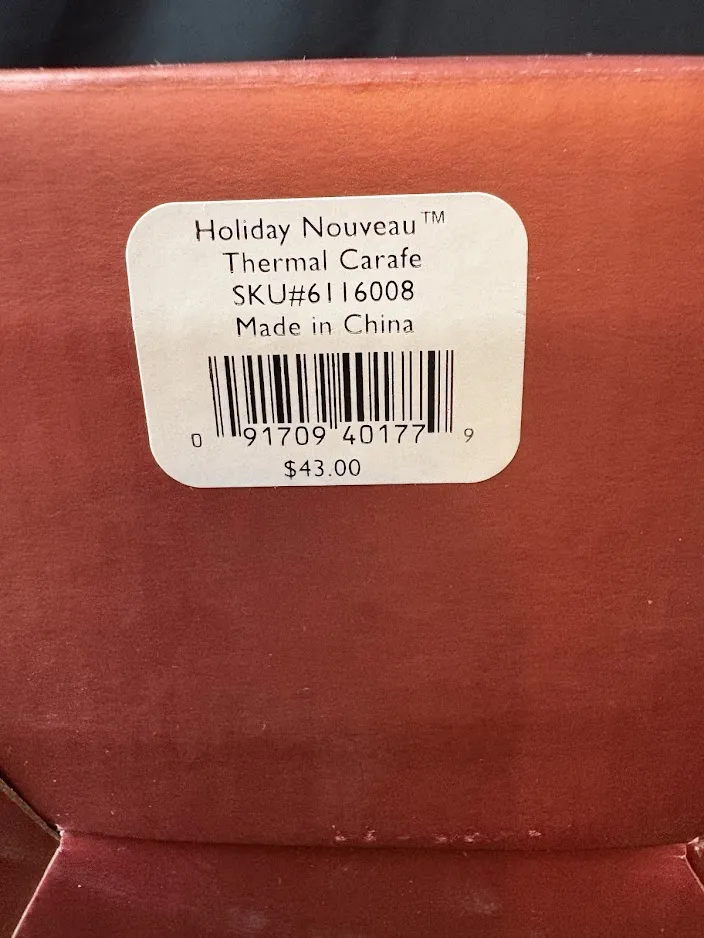 Holiday Nouveau™
Thermal Carafe
SKU#6116008
Made in China
0 91709 40177 9
$43.00